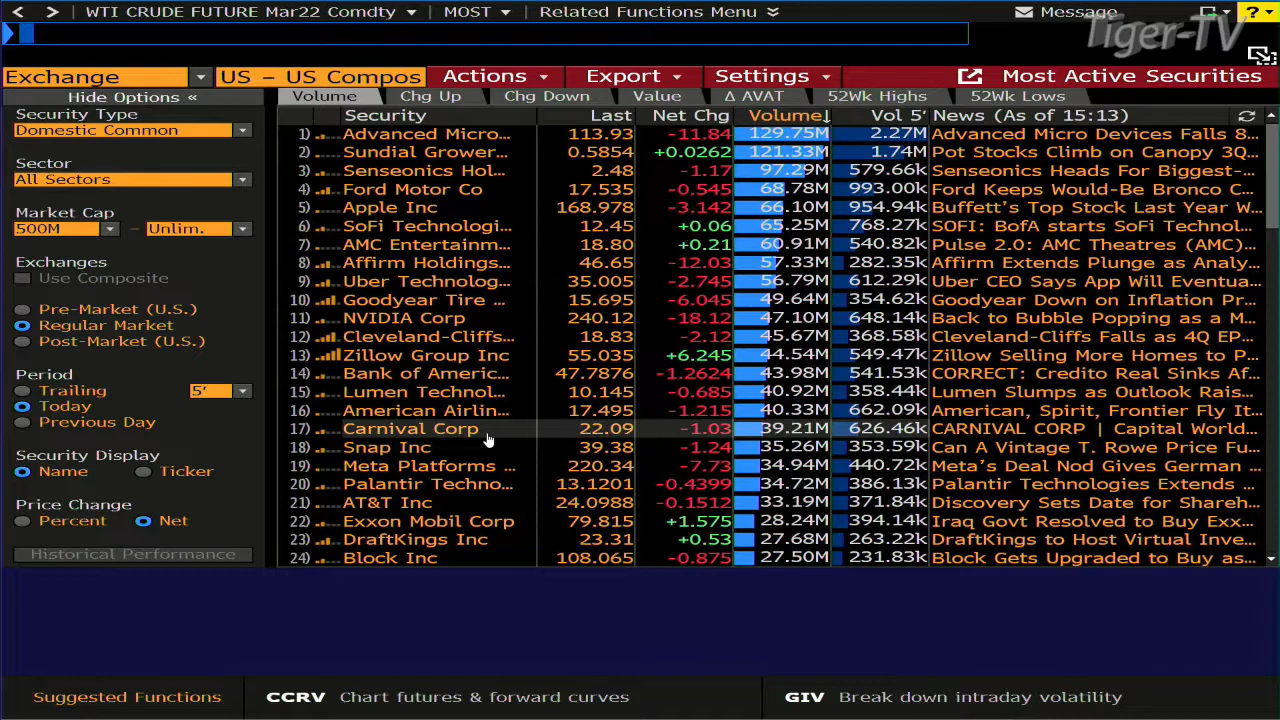 WTI CRUDE FUTURE Mar22 Comdty MOST Related Functions Menu Message ?
Tiger-TV
Exchange US – US Compos Actions Export Settings Most Active Securities
Hide Options « Volume Chg Up Chg Down Value Δ AVAT 52Wk Highs 52Wk Lows
Security Type
Domestic Common
Sector
All Sectors
Market Cap
500M – Unlim.
Exchanges
Use Composite
Pre-Market (U.S.)
Regular Market
Post-Market (U.S.)
Period
Trailing 5'
Today
Previous Day
Security Display
Name Ticker
Price Change
Percent Net
Historical Performance
Security Last Net Chg Volume↓ Vol 5' News (As of 15:13)
1) Advanced Micro... 113.93 -11.84 129.75M 2.27M Advanced Micro Devices Falls 8...
2) Sundial Grower... 0.5854 +0.0262 121.33M 1.74M Pot Stocks Climb on Canopy 3Q...
3) Senseonics Hol... 2.48 -1.17 97.29M 579.66k Senseonics Heads For Biggest-...
4) Ford Motor Co 17.535 -0.545 68.78M 993.00k Ford Keeps Would-Be Bronco C...
5) Apple Inc 168.978 -3.142 66.10M 954.94k Buffett's Top Stock Last Year W...
6) SoFi Technologi... 12.45 +0.06 65.25M 768.27k SOFI: BofA starts SoFi Technol...
7) AMC Entertainm... 18.80 +0.21 60.91M 540.82k Pulse 2.0: AMC Theatres (AMC)...
8) Affirm Holdings... 46.65 -12.03 57.33M 282.35k Affirm Extends Plunge as Analy...
9) Uber Technolog... 35.005 -2.745 56.79M 612.29k Uber CEO Says App Will Eventua...
10) Goodyear Tire ... 15.695 -6.045 49.64M 354.62k Goodyear Down on Inflation Pr...
11) NVIDIA Corp 240.12 -18.12 47.10M 648.14k Back to Bubble Popping as a M...
12) Cleveland-Cliffs... 18.83 -2.12 45.67M 368.58k Cleveland-Cliffs Falls as 4Q EP...
13) Zillow Group Inc 55.035 +6.245 44.54M 549.47k Zillow Selling More Homes to P...
14) Bank of Americ... 47.7876 -1.2624 43.98M 541.53k CORRECT: Credito Real Sinks Af...
15) Lumen Technol... 10.145 -0.685 40.92M 358.44k Lumen Slumps as Outlook Rais...
16) American Airlin... 17.495 -1.215 40.33M 662.09k American, Spirit, Frontier Fly It...
17) Carnival Corp 22.09 -1.03 39.21M 626.46k CARNIVAL CORP | Capital World...
18) Snap Inc 39.38 -1.24 35.26M 353.59k Can A Vintage T. Rowe Price Fu...
19) Meta Platforms ... 220.34 -7.73 34.94M 440.72k Meta's Deal Nod Gives German ...
20) Palantir Techno... 13.1201 -0.4399 34.72M 386.13k Palantir Technologies Extends ...
21) AT&T Inc 24.0988 -0.1512 33.19M 371.84k Discovery Sets Date for Shareh...
22) Exxon Mobil Corp 79.815 +1.575 28.24M 394.14k Iraq Govt Resolved to Buy Exx...
23) DraftKings Inc 23.31 +0.53 27.68M 263.22k DraftKings to Host Virtual Inve...
24) Block Inc 108.065 -0.875 27.50M 231.83k Block Gets Upgraded to Buy as...
Suggested Functions CCRV Chart futures & forward curves GIV Break down intraday volatility